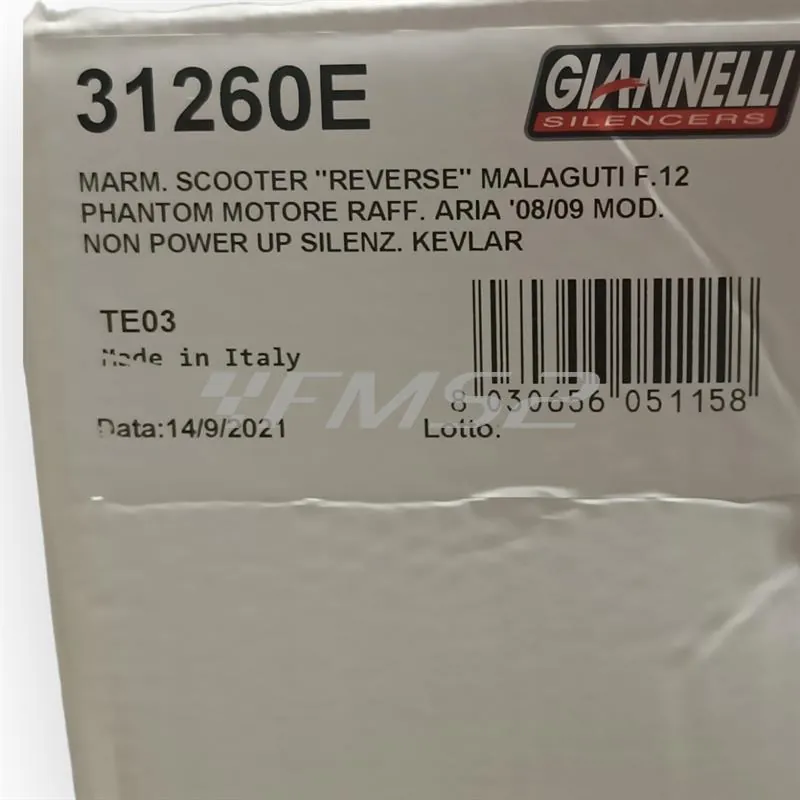 31260E
GIANNELLI
SILENCERS
MARM. SCOOTER "REVERSE" MALAGUTI F.12
PHANTOM MOTORE RAFF. ARIA '08/09 MOD.
NON POWER UP SILENZ. KEVLAR
TE03
Made in Italy
8 030656 051158
Data:14/9/2021
Lotto: